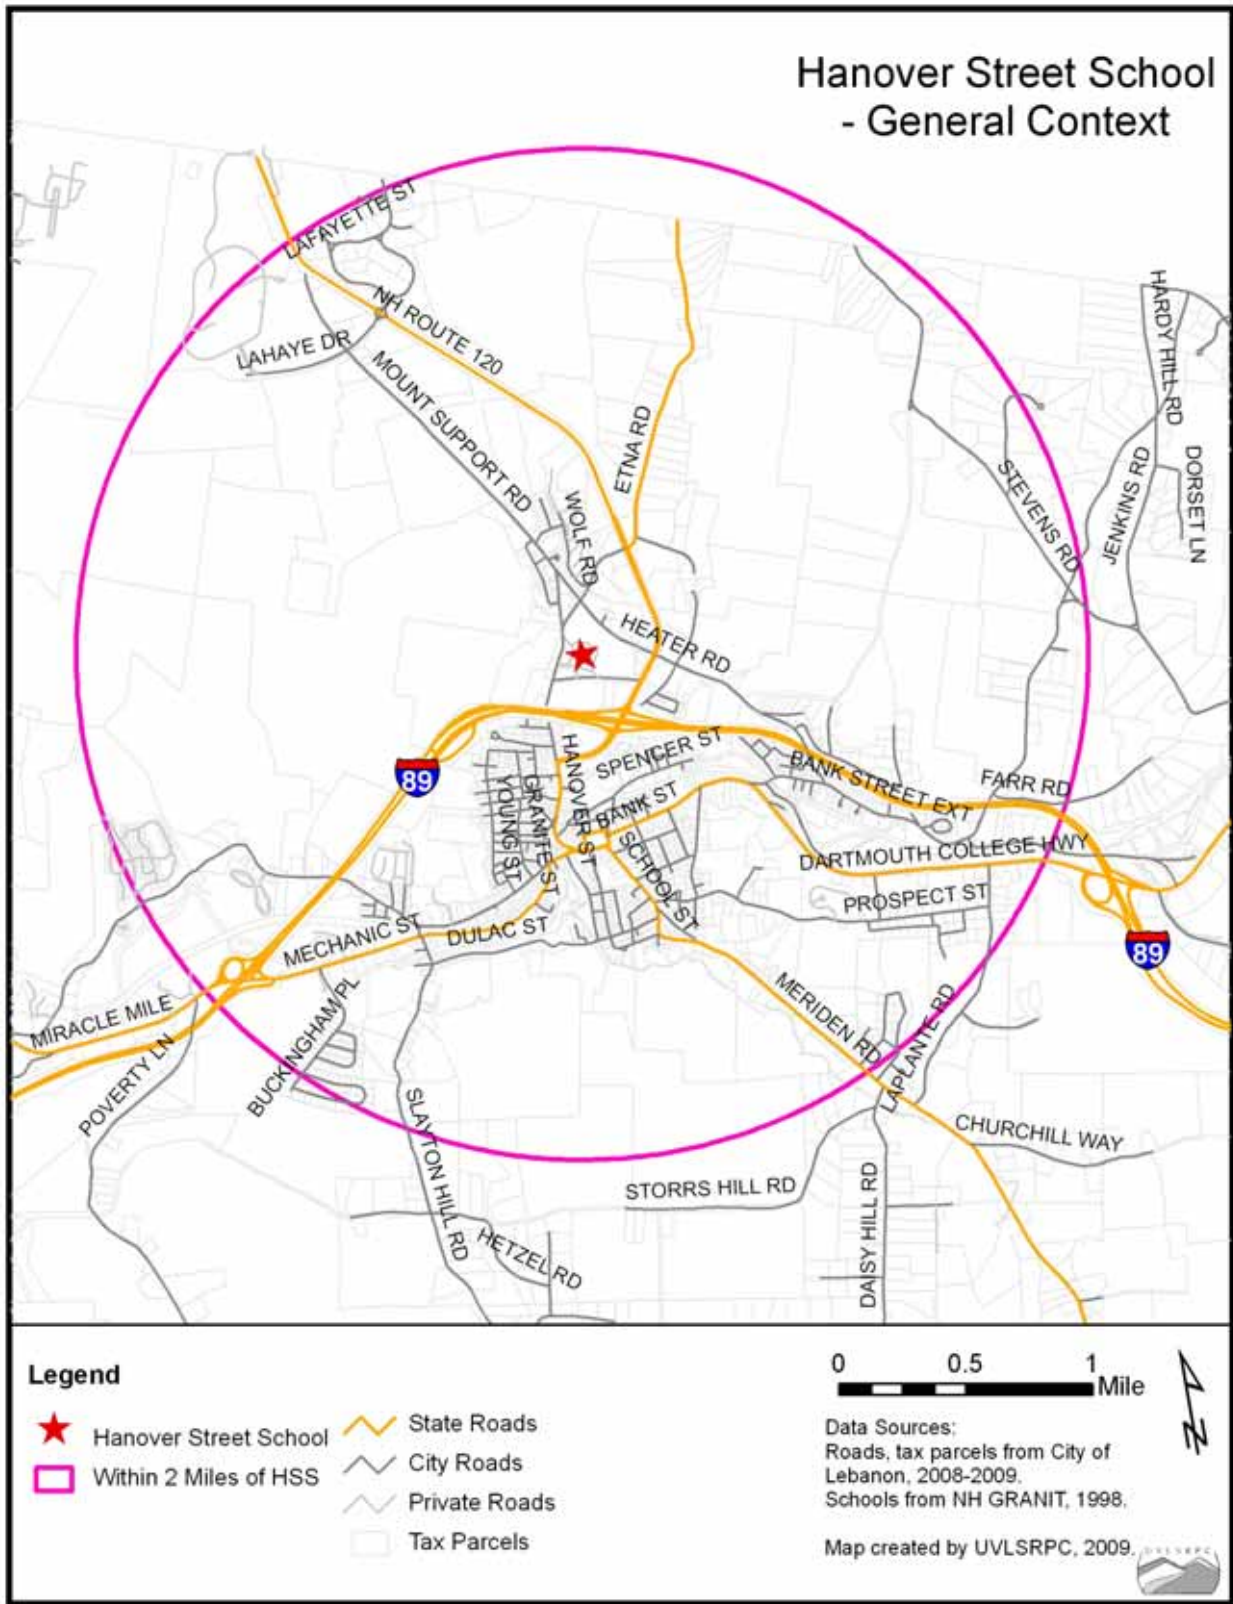 Hanover Street School
- General Context
LAFAYETTE ST
NH ROUTE 120
LAHAYE DR
MOUNT SUPPORT RD
ETNA RD
WOLF RD
HARDY HILL RD
STEVENS RD
JENKINS RD
DORSET LN
HEATER RD
89
HANOVER ST
SPENCER ST
BANK ST
BANK STREET EXT
FARR RD
YOUNG ST
GRANITE ST
SCHOOL ST
DARTMOUTH COLLEGE HWY
PROSPECT ST
MECHANIC ST
DULAC ST
89
MIRACLE MILE
POVERTY LN
BUCKINGHAM PL
MERIDEN RD
LAPLANTE RD
SLAYTON HILL RD
CHURCHILL WAY
STORRS HILL RD
DAISY HILL RD
HETZEL RD
Legend
Hanover Street School
Within 2 Miles of HSS
State Roads
City Roads
Private Roads
Tax Parcels
0 0.5 1
Mile
N
Data Sources:
Roads, tax parcels from City of
Lebanon, 2008-2009.
Schools from NH GRANIT, 1998.
Map created by UVLSRPC, 2009.
UVLSRPC